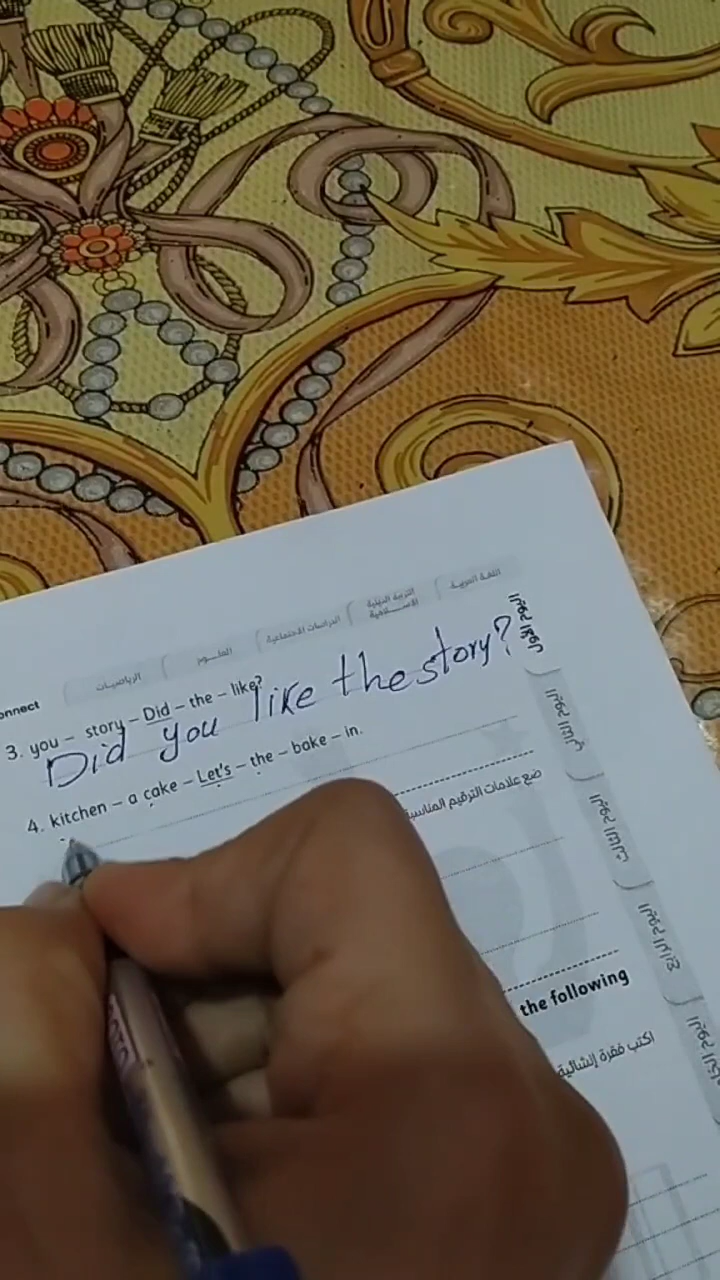 اللغة العربية
التربية الدينية الإسلامية
الدراسات الاجتماعية
العلوم
الرياضيات
onnect
اليوم الأول
3. you – story – Did – the – like?
Did you like the story?
اليوم الثاني
4. kitchen – a cake – Let's – the – bake – in.
ضع علامات الترقيم المناسبة
اليوم الثالث
اليوم الرابع
the following
اكتب فقرة إنشائية
اليوم